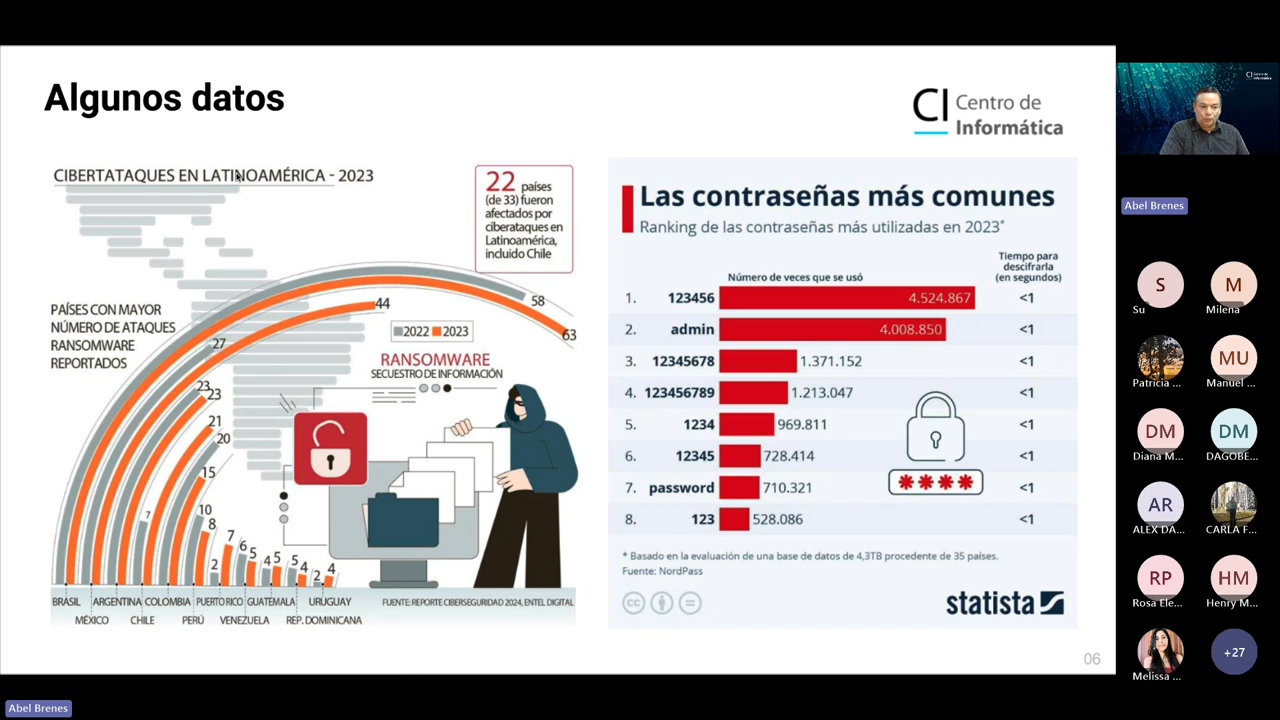 Algunos datos
CI Centro de
Informática
CIBERTATAQUES EN LATINOAMÉRICA - 2023
22 países
(de 33) fueron
afectados por
ciberataques en
Latinoamérica,
incluido Chile
PAÍSES CON MAYOR
NÚMERO DE ATAQUES
RANSOMWARE
REPORTADOS
2022 2023
RANSOMWARE
SECUESTRO DE INFORMACIÓN
58
63
44
27
23
23
21
20
15
7
10
8
2
7
6
5
4
5
5
4
2
4
BRASIL ARGENTINA COLOMBIA PUERTO RICO GUATEMALA URUGUAY
MÉXICO CHILE PERÚ VENEZUELA REP. DOMINICANA
FUENTE: REPORTE CIBERSEGURIDAD 2024, ENTEL DIGITAL
Las contraseñas más comunes
Ranking de las contraseñas más utilizadas en 2023*
Número de veces que se usó
Tiempo para
descifrarla
(en segundos)
1. 123456 4.524.867 <1
2. admin 4.008.850 <1
3. 12345678 1.371.152 <1
4. 123456789 1.213.047 <1
5. 1234 969.811 <1
6. 12345 728.414 <1
7. password 710.321 <1
8. 123 528.086 <1
****
* Basado en la evaluación de una base de datos de 4,3TB procedente de 35 países.
Fuente: NordPass
cc
statista
06
CI Centro de
Informática
Abel Brenes
S M
Su Milena
MU
Patricia ... Manuel ...
DM DM
Diana M... DAGOBE...
AR
ALEX DA... CARLA F...
RP HM
Rosa Ele... Henry M...
+27
Melissa ...
Abel Brenes